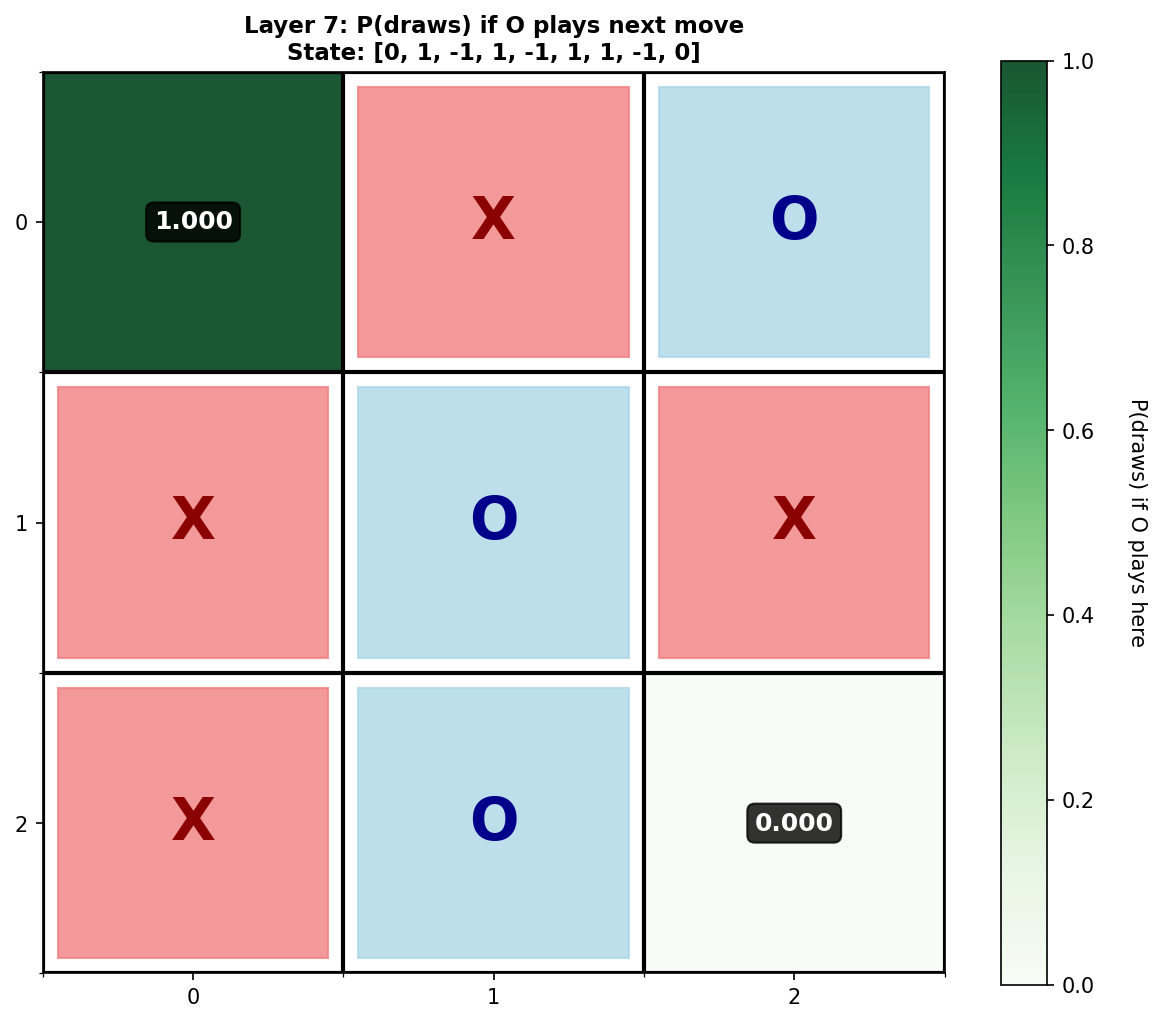 Layer 7: P(draws) if O plays next move
State: [0, 1, -1, 1, -1, 1, 1, -1, 0]
1.0
0
1.000
X
O
0.8
0.6
P(draws) if O plays here
1
X
O
X
0.4
2
X
O
0.000
0.2
0.0
0
1
2